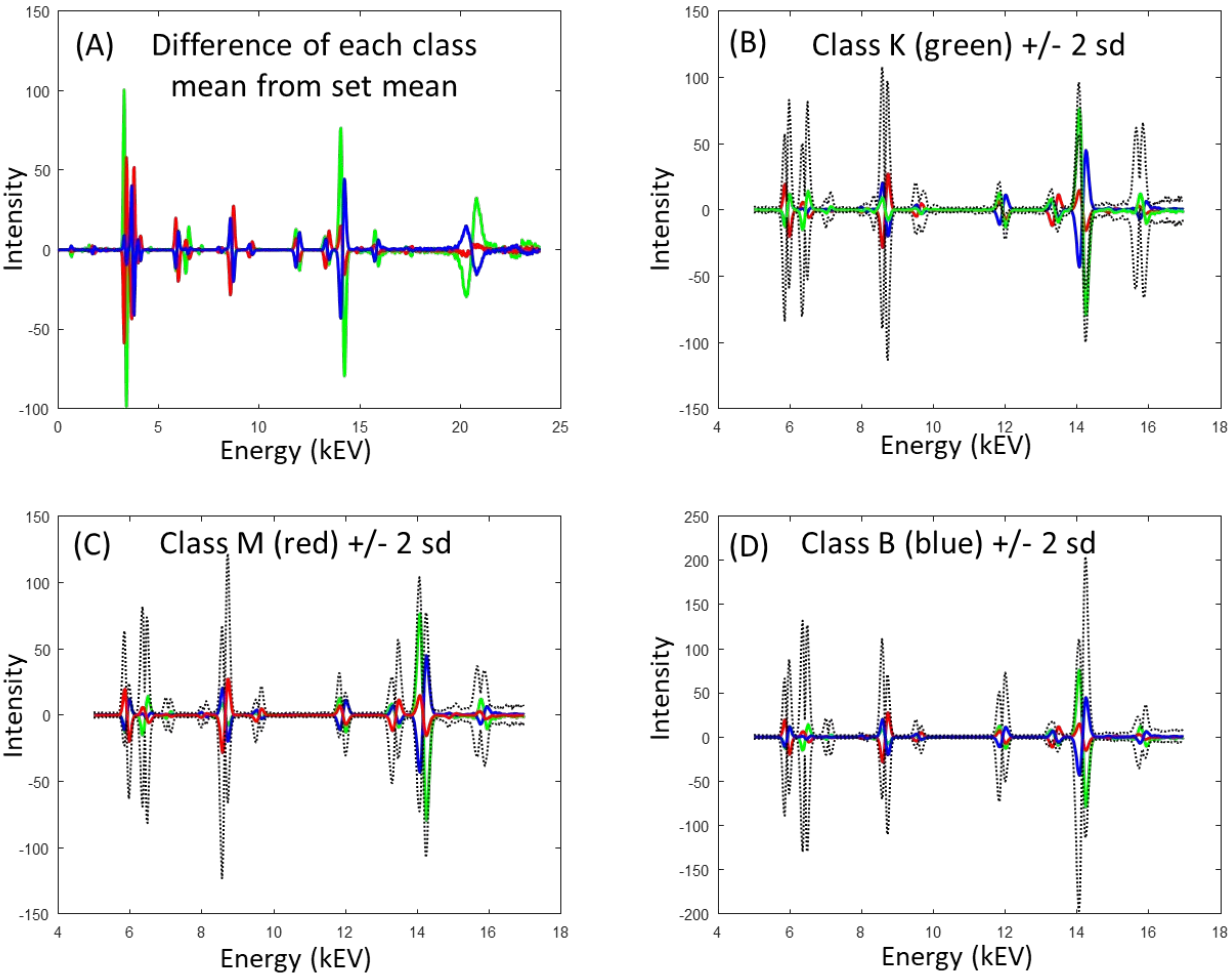 (A) Difference of each class
mean from set mean
150
100
50
0
-50
-100
Intensity
0 5 10 15 20 25
Energy (kEV)
(B) Class K (green) +/- 2 sd
150
100
50
0
-50
-100
-150
Intensity
4 6 8 10 12 14 16 18
Energy (kEV)
(C) Class M (red) +/- 2 sd
150
100
50
0
-50
-100
-150
Intensity
4 6 8 10 12 14 16 18
Energy (kEV)
(D) Class B (blue) +/- 2 sd
250
200
150
100
50
0
-50
-100
-150
-200
Intensity
4 6 8 10 12 14 16 18
Energy (kEV)